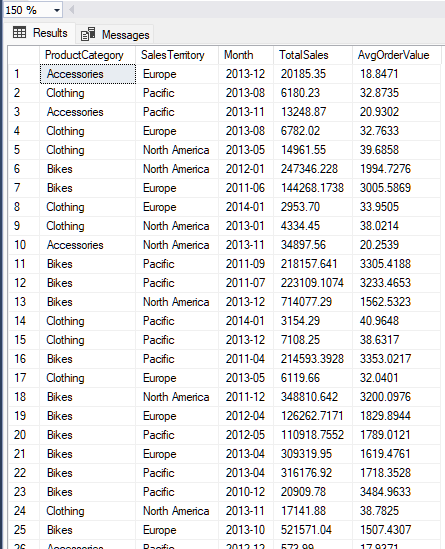 150 %
Results Messages
ProductCategory SalesTerritory Month TotalSales AvgOrderValue
1 Accessories Europe 2013-12 20185.35 18.8471
2 Clothing Pacific 2013-08 6180.23 32.8735
3 Accessories Pacific 2013-11 13248.87 20.9302
4 Clothing Europe 2013-08 6782.02 32.7633
5 Clothing North America 2013-05 14961.55 39.6858
6 Bikes North America 2012-01 247346.228 1994.7276
7 Bikes Europe 2011-06 144268.1738 3005.5869
8 Clothing Europe 2014-01 2953.70 33.9505
9 Clothing North America 2013-01 4334.45 38.0214
10 Accessories North America 2013-11 34897.56 20.2539
11 Bikes Pacific 2011-09 218157.641 3305.4188
12 Bikes Pacific 2011-07 223109.1074 3233.4653
13 Bikes North America 2013-12 714077.29 1562.5323
14 Clothing Pacific 2014-01 3154.29 40.9648
15 Clothing Pacific 2013-12 7108.25 38.6317
16 Bikes Pacific 2011-04 214593.3928 3353.0217
17 Clothing Europe 2013-05 6119.66 32.0401
18 Bikes North America 2011-12 348810.642 3200.0976
19 Bikes Europe 2012-04 126262.7171 1829.8944
20 Bikes Pacific 2012-05 110918.7552 1789.0121
21 Bikes Europe 2013-04 309319.95 1619.4761
22 Bikes Pacific 2013-04 316176.92 1718.3528
23 Bikes Pacific 2010-12 20909.78 3484.9633
24 Clothing North America 2013-11 17141.88 38.7825
25 Bikes Europe 2013-10 521571.04 1507.4307
26 Accessories Pacific 2012-12 573.99 17.9371